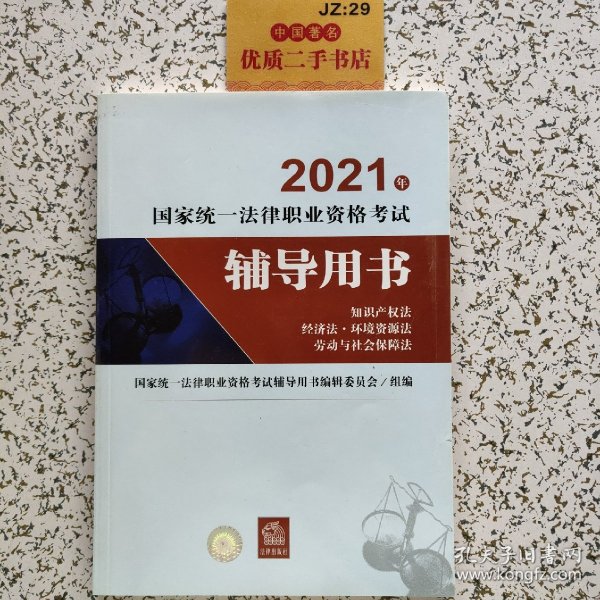 JZ:29
中国著名
优质二手书店
2021年
国家统一法律职业资格考试
辅导用书
知识产权法
经济法·环境资源法
劳动与社会保障法
国家统一法律职业资格考试辅导用书编辑委员会/组编
法律出版社
孔夫子旧书网
www.kongfz.com